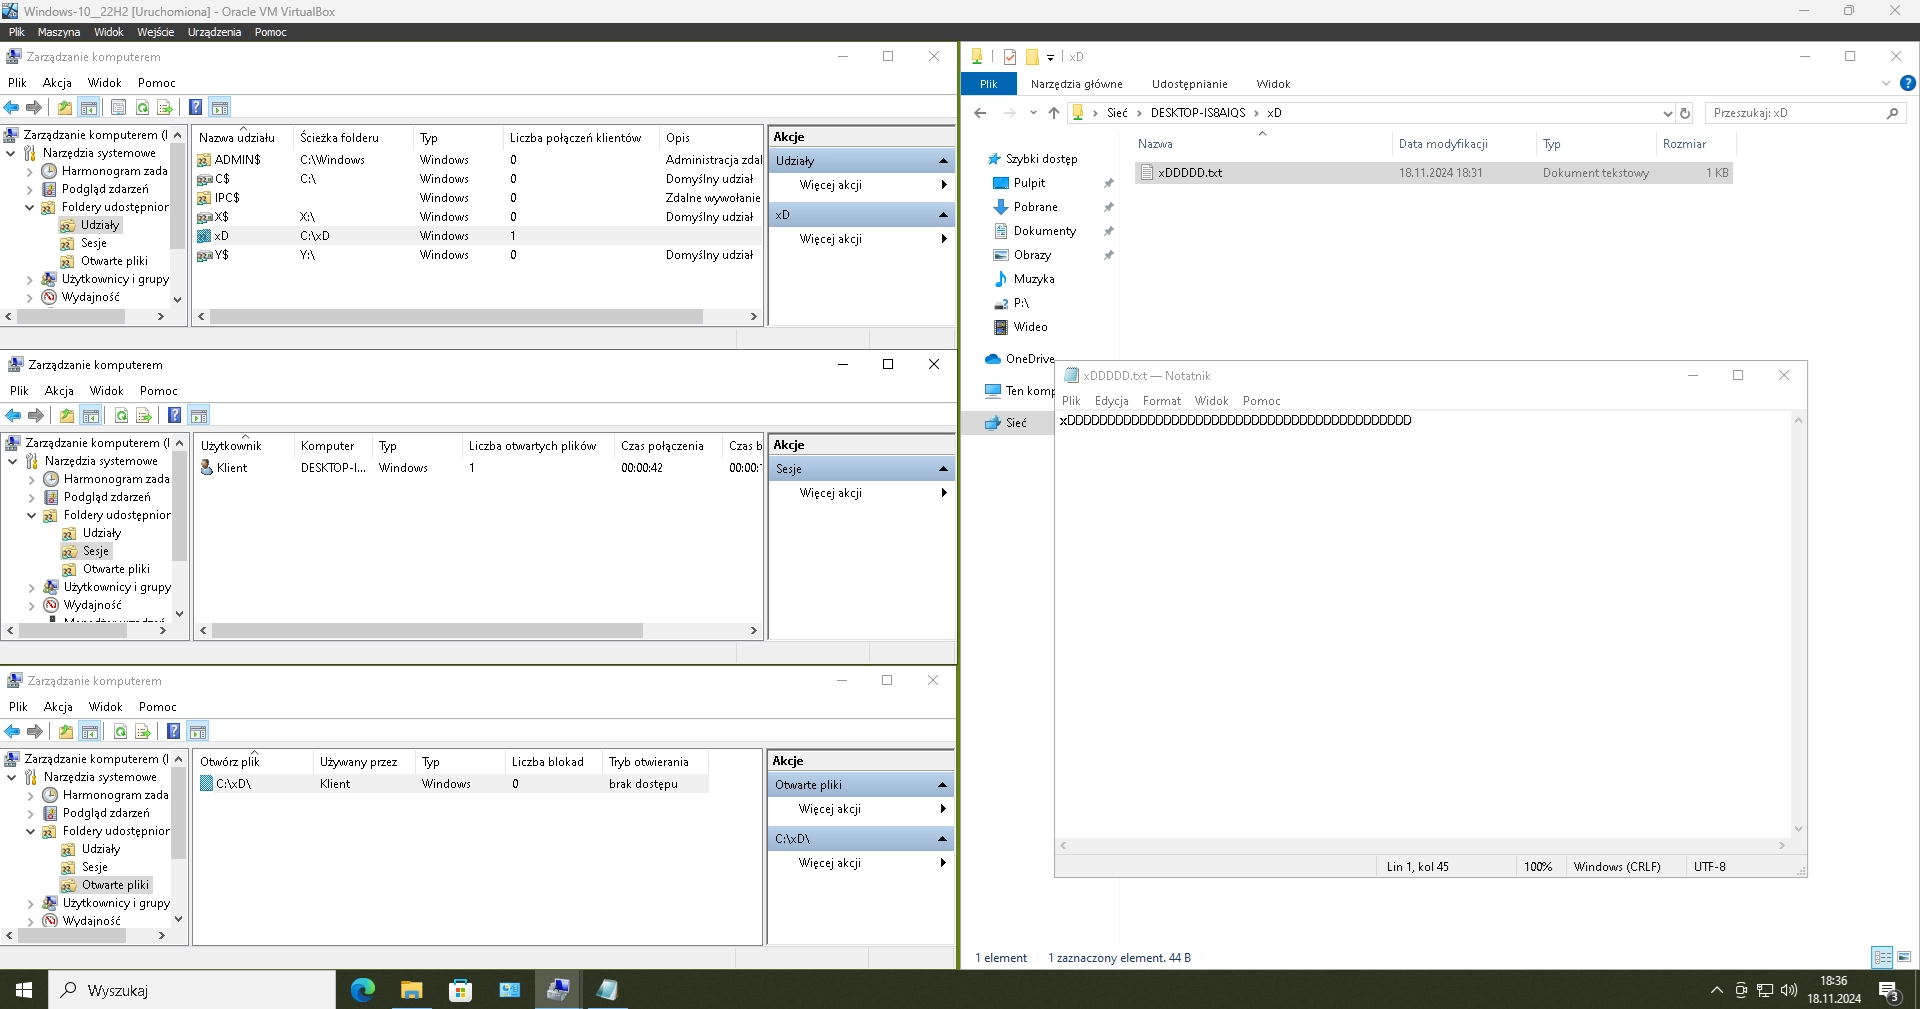 Windows-10__22H2 [Uruchomiona] - Oracle VM VirtualBox
Plik Maszyna Widok Wejście Urządzenia Pomoc
Zarządzanie komputerem
Plik Akcja Widok Pomoc
Zarządzanie komputerem (l
Narzędzia systemowe
Harmonogram zada
Podgląd zdarzeń
Foldery udostępnior
Udziały
Sesje
Otwarte pliki
Użytkownicy i grupy
Wydajność
Nazwa udziału Ścieżka folderu Typ Liczba połączeń klientów Opis
ADMIN$ C:\Windows Windows 0 Administracja zdal
C$ C:\ Windows 0 Domyślny udział
IPC$ Windows 0 Zdalne wywołanie
X$ X:\ Windows 0 Domyślny udział
xD C:\xD Windows 1
Y$ Y:\ Windows 0 Domyślny udział
Akcje
Udziały
Więcej akcji
xD
Więcej akcji
Zarządzanie komputerem
Plik Akcja Widok Pomoc
Zarządzanie komputerem (l
Narzędzia systemowe
Harmonogram zada
Podgląd zdarzeń
Foldery udostępnior
Udziały
Sesje
Otwarte pliki
Użytkownicy i grupy
Wydajność
Użytkownik Komputer Typ Liczba otwartych plików Czas połączenia Czas b
Klient DESKTOP-I... Windows 1 00:00:42 00:00:
Akcje
Sesje
Więcej akcji
Zarządzanie komputerem
Plik Akcja Widok Pomoc
Zarządzanie komputerem (l
Narzędzia systemowe
Harmonogram zada
Podgląd zdarzeń
Foldery udostępnior
Udziały
Sesje
Otwarte pliki
Użytkownicy i grupy
Wydajność
Otwórz plik Używany przez Typ Liczba blokad Tryb otwierania
C:\xD\ Klient Windows 0 brak dostępu
Akcje
Otwarte pliki
Więcej akcji
C:\xD\
Więcej akcji
xD
Plik Narzędzia główne Udostępnianie Widok
Sieć DESKTOP-IS8AIQS xD
Przeszukaj: xD
Szybki dostęp
Pulpit
Pobrane
Dokumenty
Obrazy
Muzyka
P:\
Wideo
OneDrive
Ten komp
Sieć
Nazwa Data modyfikacji Typ Rozmiar
xDDDDD.txt 18.11.2024 18:31 Dokument tekstowy 1 KB
xDDDDD.txt — Notatnik
Plik Edycja Format Widok Pomoc
xDDDDDDDDDDDDDDDDDDDDDDDDDDDDDDDDDDDDDDDDDDD
Lin 1, kol 45 100% Windows (CRLF) UTF-8
1 element 1 zaznaczony element. 44 B
Wyszukaj
18:36
18.11.2024
3